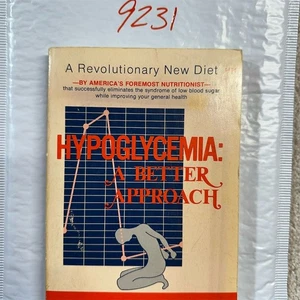 9231
A Revolutionary New Diet
—BY AMERICA'S FOREMOST NUTRITIONIST—
that successfully eliminates the syndrome of low blood sugar
while improving your general health
HYPOGLYCEMIA:
A BETTER
APPROACH